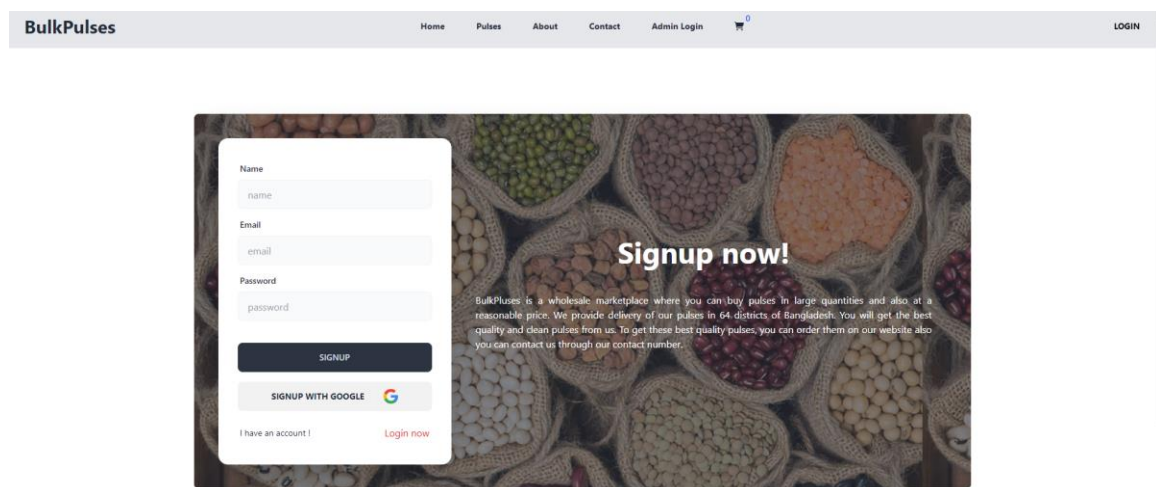 BulkPulses
Home Pulses About Contact Admin Login 0
LOGIN
Name
name
Email
email
Password
password
SIGNUP
SIGNUP WITH GOOGLE
I have an account !
Login now
Signup now!
BulkPluses is a wholesale marketplace where you can buy pulses in large quantities and also at a
reasonable price. We provide delivery of our pulses in 64 districts of Bangladesh. You will get the best
quality and clean pulses from us. To get these best quality pulses, you can order them on our website also
you can contact us through our contact number.